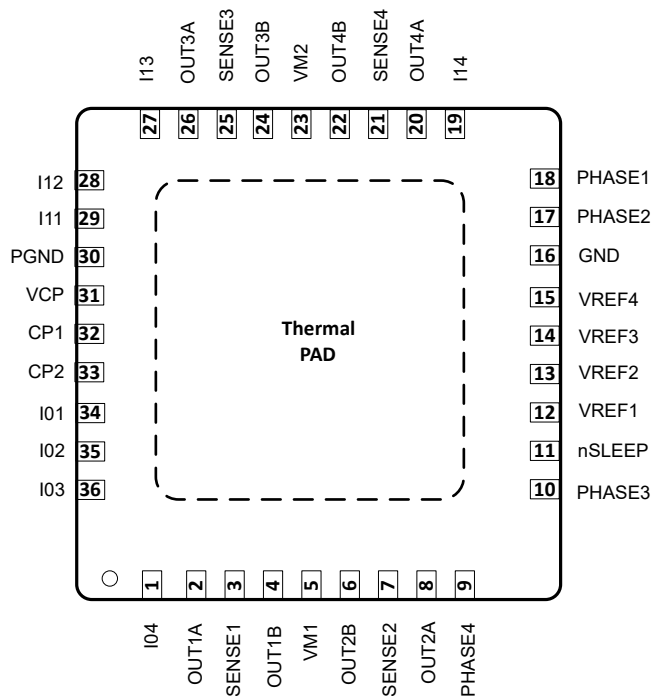 I13
OUT3A
SENSE3
OUT3B
VM2
OUT4B
SENSE4
OUT4A
I14
27
26
25
24
23
22
21
20
19
I12 28
I11 29
PGND 30
VCP 31
CP1 32
CP2 33
I01 34
I02 35
I03 36
Thermal
PAD
18 PHASE1
17 PHASE2
16 GND
15 VREF4
14 VREF3
13 VREF2
12 VREF1
11 nSLEEP
10 PHASE3
1
2
3
4
5
6
7
8
9
I04
OUT1A
SENSE1
OUT1B
VM1
OUT2B
SENSE2
OUT2A
PHASE4